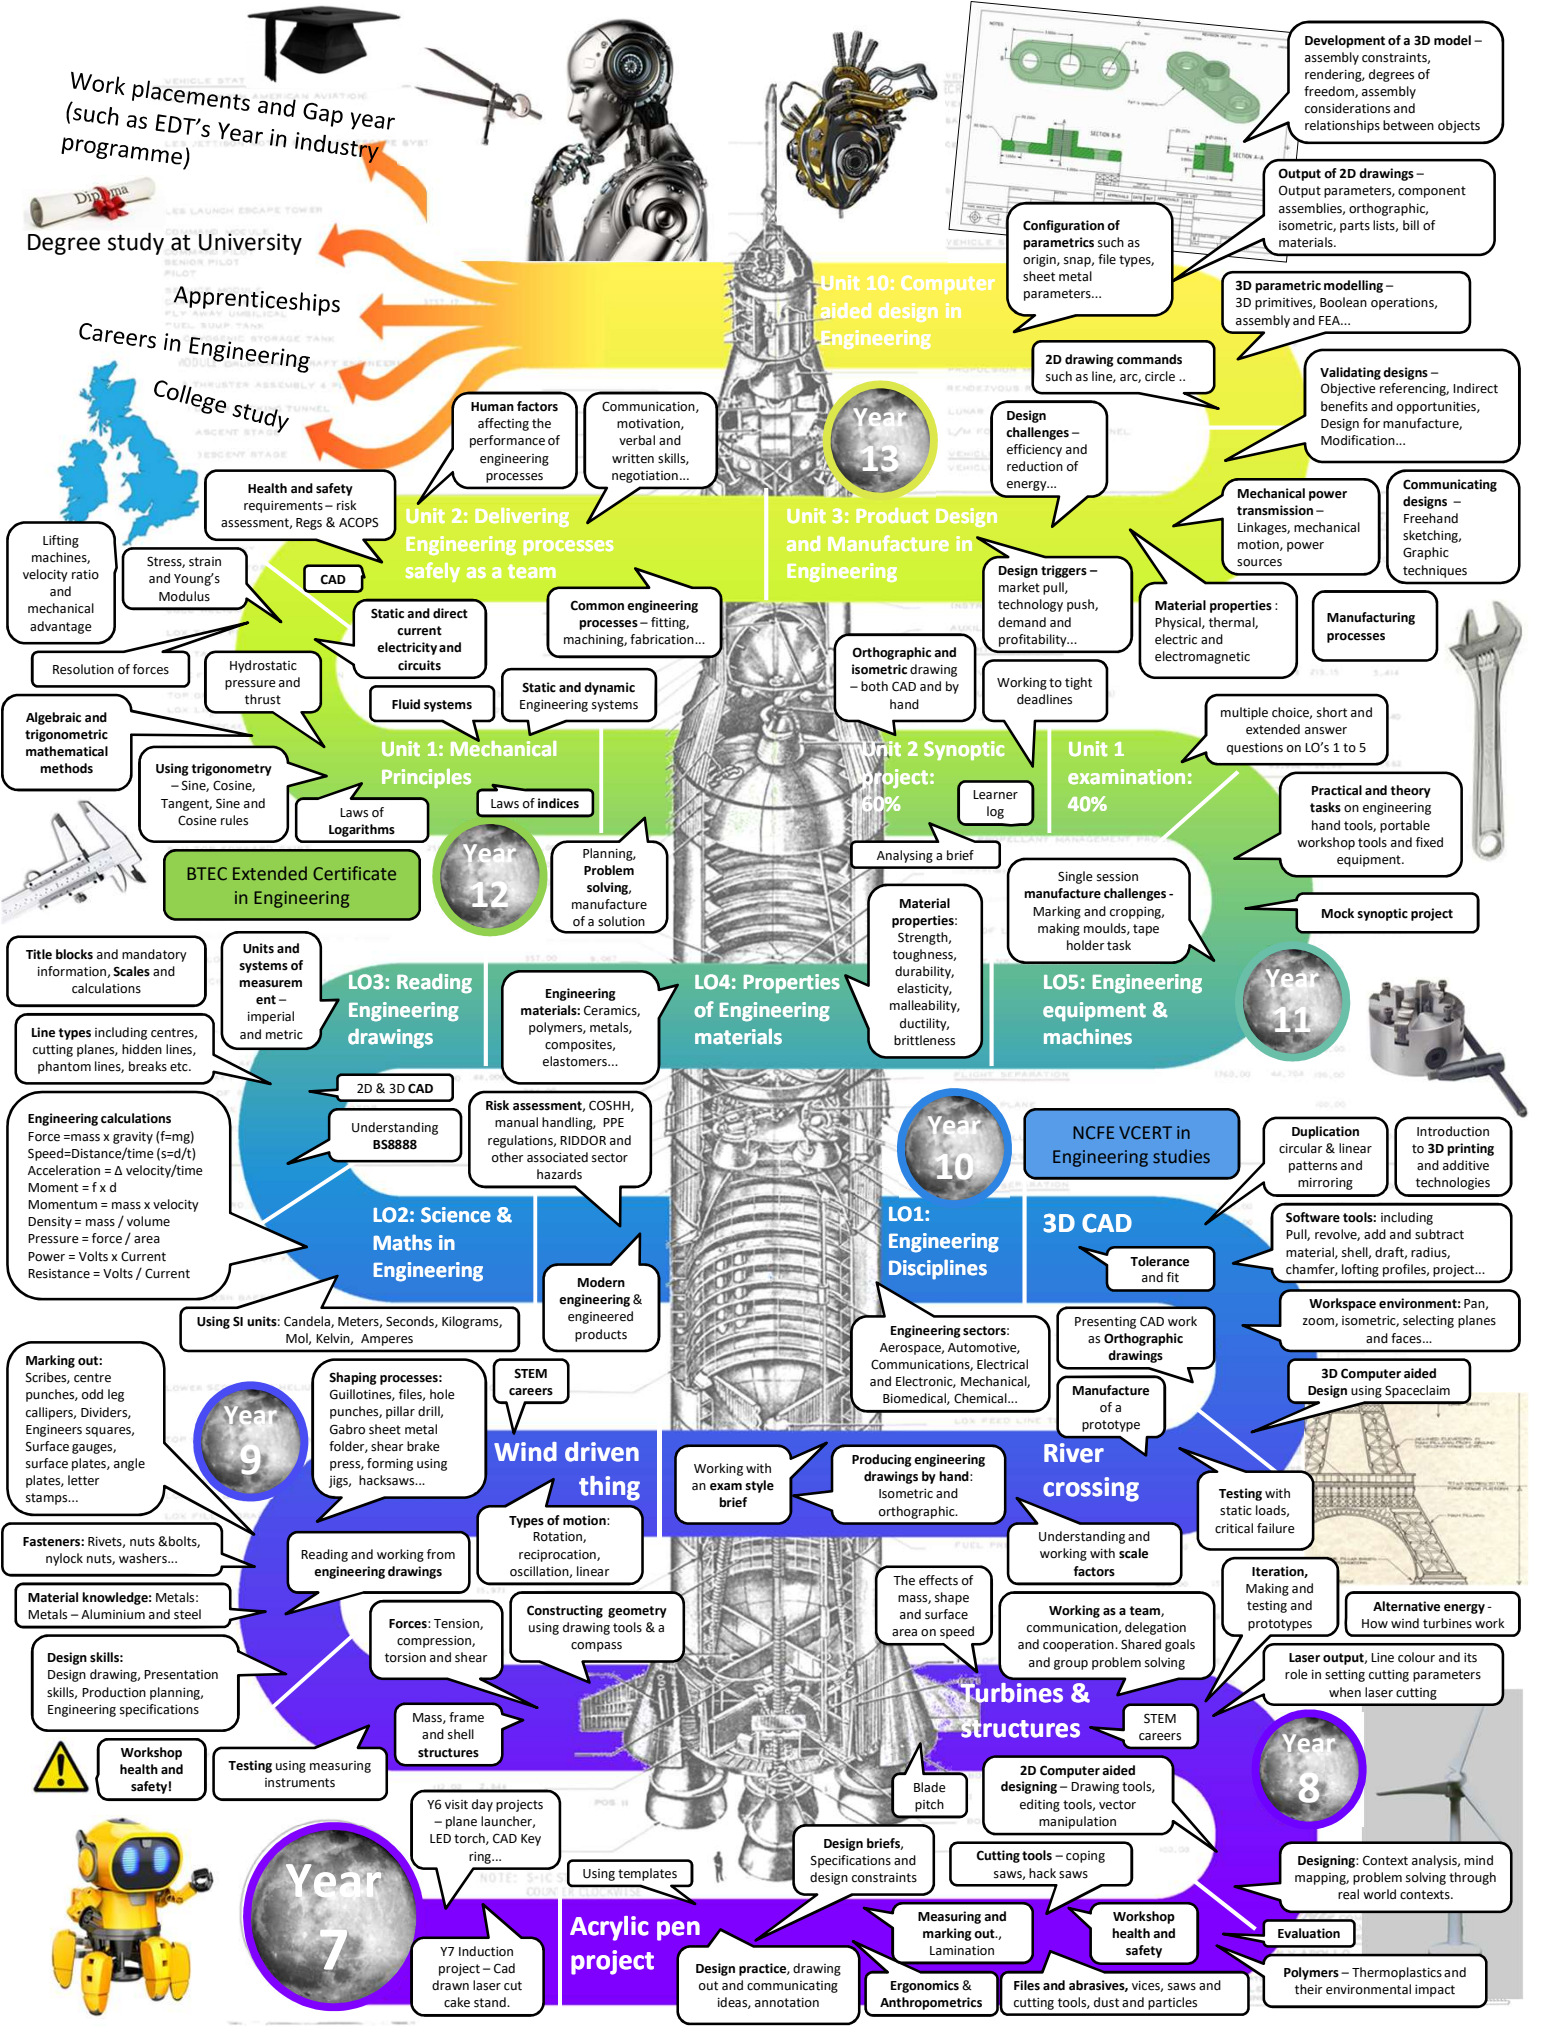 Work placements and Gap year
(such as EDT's Year in industry
programme)
Diploma
Degree study at University
Apprenticeships
Careers in Engineering
College study
Development of a 3D model –
assembly constraints,
rendering, degrees of
freedom, assembly
considerations and
relationships between objects
Output of 2D drawings –
Output parameters, component
assemblies, orthographic,
isometric, parts lists, bill of
materials.
Configuration of
parametrics such as
origin, snap, file types,
sheet metal
parameters...
3D parametric modelling –
3D primitives, Boolean operations,
assembly and FEA...
Unit 10: Computer
aided design in
Engineering
2D drawing commands
such as line, arc, circle ..
Validating designs –
Objective referencing, Indirect
benefits and opportunities,
Design for manufacture,
Modification...
Year
13
Design
challenges –
efficiency and
reduction of
energy...
Human factors
affecting the
performance of
engineering
processes
Communication,
motivation,
verbal and
written skills,
negotiation...
Health and safety
requirements – risk
assessment, Regs & ACOPS
Mechanical power
transmission –
Linkages, mechanical
motion, power
sources
Communicating
designs –
Freehand
sketching,
Graphic
techniques
Unit 2: Delivering
Engineering processes
safely as a team
Unit 3: Product Design
and Manufacture in
Engineering
Lifting
machines,
velocity ratio
and
mechanical
advantage
Stress, strain
and Young's
Modulus
CAD
Static and direct
current
electricity and
circuits
Common engineering
processes – fitting,
machining, fabrication...
Design triggers –
market pull,
technology push,
demand and
profitability...
Material properties :
Physical, thermal,
electric and
electromagnetic
Manufacturing
processes
Resolution of forces
Hydrostatic
pressure and
thrust
Fluid systems
Static and dynamic
Engineering systems
Orthographic and
isometric drawing
– both CAD and by
hand
Working to tight
deadlines
multiple choice, short and
extended answer
questions on LO's 1 to 5
Algebraic and
trigonometric
mathematical
methods
Using trigonometry
– Sine, Cosine,
Tangent, Sine and
Cosine rules
Unit 1: Mechanical
Principles
Laws of
Logarithms
Laws of indices
Unit 2 Synoptic
project:
60%
Learner
log
Unit 1
examination:
40%
Practical and theory
tasks on engineering
hand tools, portable
workshop tools and fixed
equipment.
BTEC Extended Certificate
in Engineering
Year
12
Planning,
Problem
solving,
manufacture
of a solution
Analysing a brief
Single session
manufacture challenges -
Marking and cropping,
making moulds, tape
holder task
Mock synoptic project
Material
properties:
Strength,
toughness,
durability,
elasticity,
malleability,
ductility,
brittleness
Title blocks and mandatory
information, Scales and
calculations
Units and
systems of
measurem
ent –
imperial
and metric
LO3: Reading
Engineering
drawings
Engineering
materials: Ceramics,
polymers, metals,
composites,
elastomers...
LO4: Properties
of Engineering
materials
LO5: Engineering
equipment &
machines
Year
11
Line types including centres,
cutting planes, hidden lines,
phantom lines, breaks etc.
2D & 3D CAD
Understanding
BS8888
Risk assessment, COSHH,
manual handling, PPE
regulations, RIDDOR and
other associated sector
hazards
Year
10
NCFE VCERT in
Engineering studies
Duplication
circular & linear
patterns and
mirroring
Introduction
to 3D printing
and additive
technologies
Engineering calculations
Force =mass x gravity (f=mg)
Speed=Distance/time (s=d/t)
Acceleration = Δ velocity/time
Moment = f x d
Momentum = mass x velocity
Density = mass / volume
Pressure = force / area
Power = Volts x Current
Resistance = Volts / Current
LO2: Science &
Maths in
Engineering
LO1:
Engineering
Disciplines
3D CAD
Tolerance
and fit
Software tools: including
Pull, revolve, add and subtract
material, shell, draft, radius,
chamfer, lofting profiles, project...
Modern
engineering &
engineered
products
Using SI units: Candela, Meters, Seconds, Kilograms,
Mol, Kelvin, Amperes
Engineering sectors:
Aerospace, Automotive,
Communications, Electrical
and Electronic, Mechanical,
Biomedical, Chemical...
Presenting CAD work
as Orthographic
drawings
Workspace environment: Pan,
zoom, isometric, selecting planes
and faces...
Manufacture
of a
prototype
3D Computer aided
Design using Spaceclaim
Marking out:
Scribes, centre
punches, odd leg
callipers, Dividers,
Engineers squares,
Surface gauges,
surface plates, angle
plates, letter
stamps...
Year
9
Shaping processes:
Guillotines, files, hole
punches, pillar drill,
Gabro sheet metal
folder, shear brake
press, forming using
jigs, hacksaws...
STEM
careers
Wind driven
thing
Working with
an exam style
brief
Producing engineering
drawings by hand:
Isometric and
orthographic.
River
crossing
Testing with
static loads,
critical failure
Types of motion:
Rotation,
reciprocation,
oscillation, linear
Understanding and
working with scale
factors
Fasteners: Rivets, nuts &bolts,
nylock nuts, washers...
Reading and working from
engineering drawings
Material knowledge: Metals:
Metals – Aluminium and steel
Forces: Tension,
compression,
torsion and shear
Constructing geometry
using drawing tools & a
compass
The effects of
mass, shape
and surface
area on speed
Working as a team,
communication, delegation
and cooperation. Shared goals
and group problem solving
Iteration,
Making and
testing and
prototypes
Alternative energy -
How wind turbines work
Design skills:
Design drawing, Presentation
skills, Production planning,
Engineering specifications
Laser output, Line colour and its
role in setting cutting parameters
when laser cutting
Turbines &
structures
STEM
careers
Mass, frame
and shell
structures
Workshop
health and
safety!
Testing using measuring
instruments
Year
8
Blade
pitch
2D Computer aided
designing – Drawing tools,
editing tools, vector
manipulation
Y6 visit day projects
– plane launcher,
LED torch, CAD Key
ring...
Using templates
Design briefs,
Specifications and
design constraints
Cutting tools – coping
saws, hack saws
Designing: Context analysis, mind
mapping, problem solving through
real world contexts.
Year
7
Y7 Induction
project – Cad
drawn laser cut
cake stand.
Acrylic pen
project
Measuring and
marking out.,
Lamination
Workshop
health and
safety
Evaluation
Design practice, drawing
out and communicating
ideas, annotation
Ergonomics &
Anthropometrics
Files and abrasives, vices, saws and
cutting tools, dust and particles
Polymers – Thermoplastics and
their environmental impact